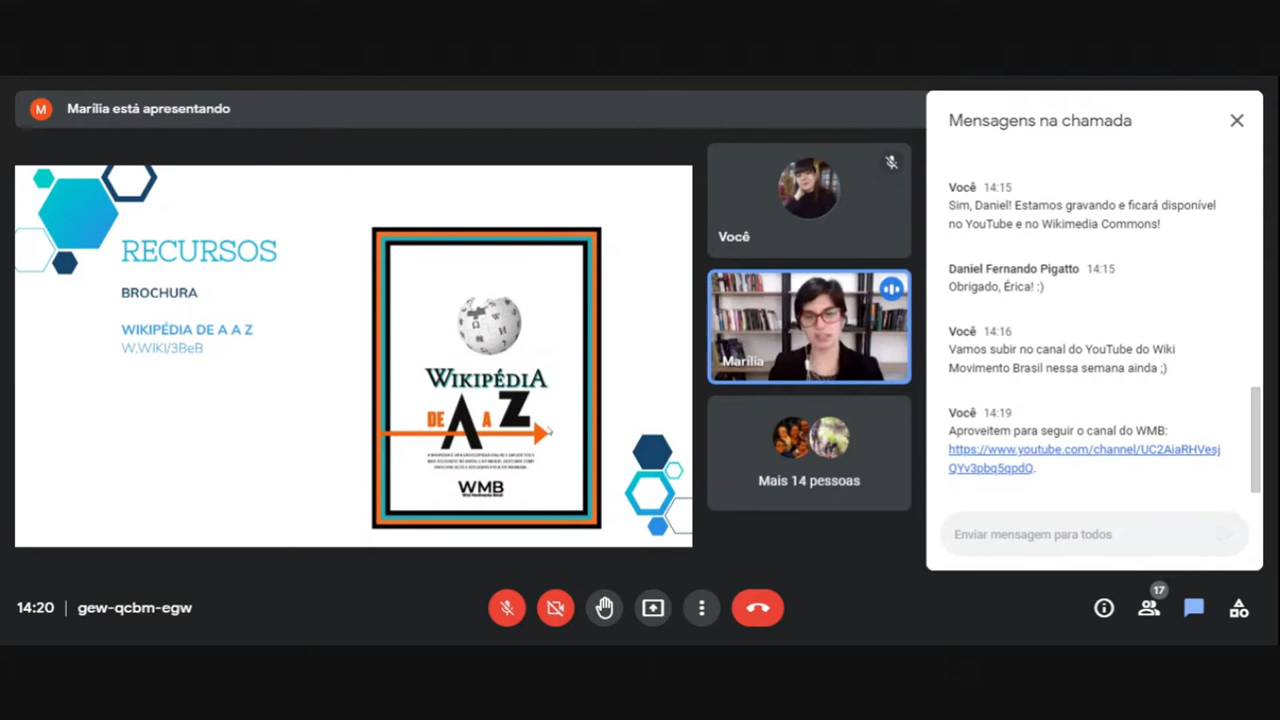 M Marília está apresentando
RECURSOS
BROCHURA
WIKIPÉDIA DE A A Z
W.WIKI/3BeB
WIKIPÉDIA
DE A A Z
WMB
Você
Marília
Mais 14 pessoas
Mensagens na chamada
Você 14:15
Sim, Daniel! Estamos gravando e ficará disponível
no YouTube e no Wikimedia Commons!
Daniel Fernando Pigatto 14:15
Obrigado, Érica! :)
Você 14:16
Vamos subir no canal do YouTube do Wiki
Movimento Brasil nessa semana ainda ;)
Você 14:19
Aproveitem para seguir o canal do WMB:
https://www.youtube.com/channel/UC2AiaRHVesj
QYv3pbq5qpdQ.
Enviar mensagem para todos
14:20 | gew-qcbm-egw
17